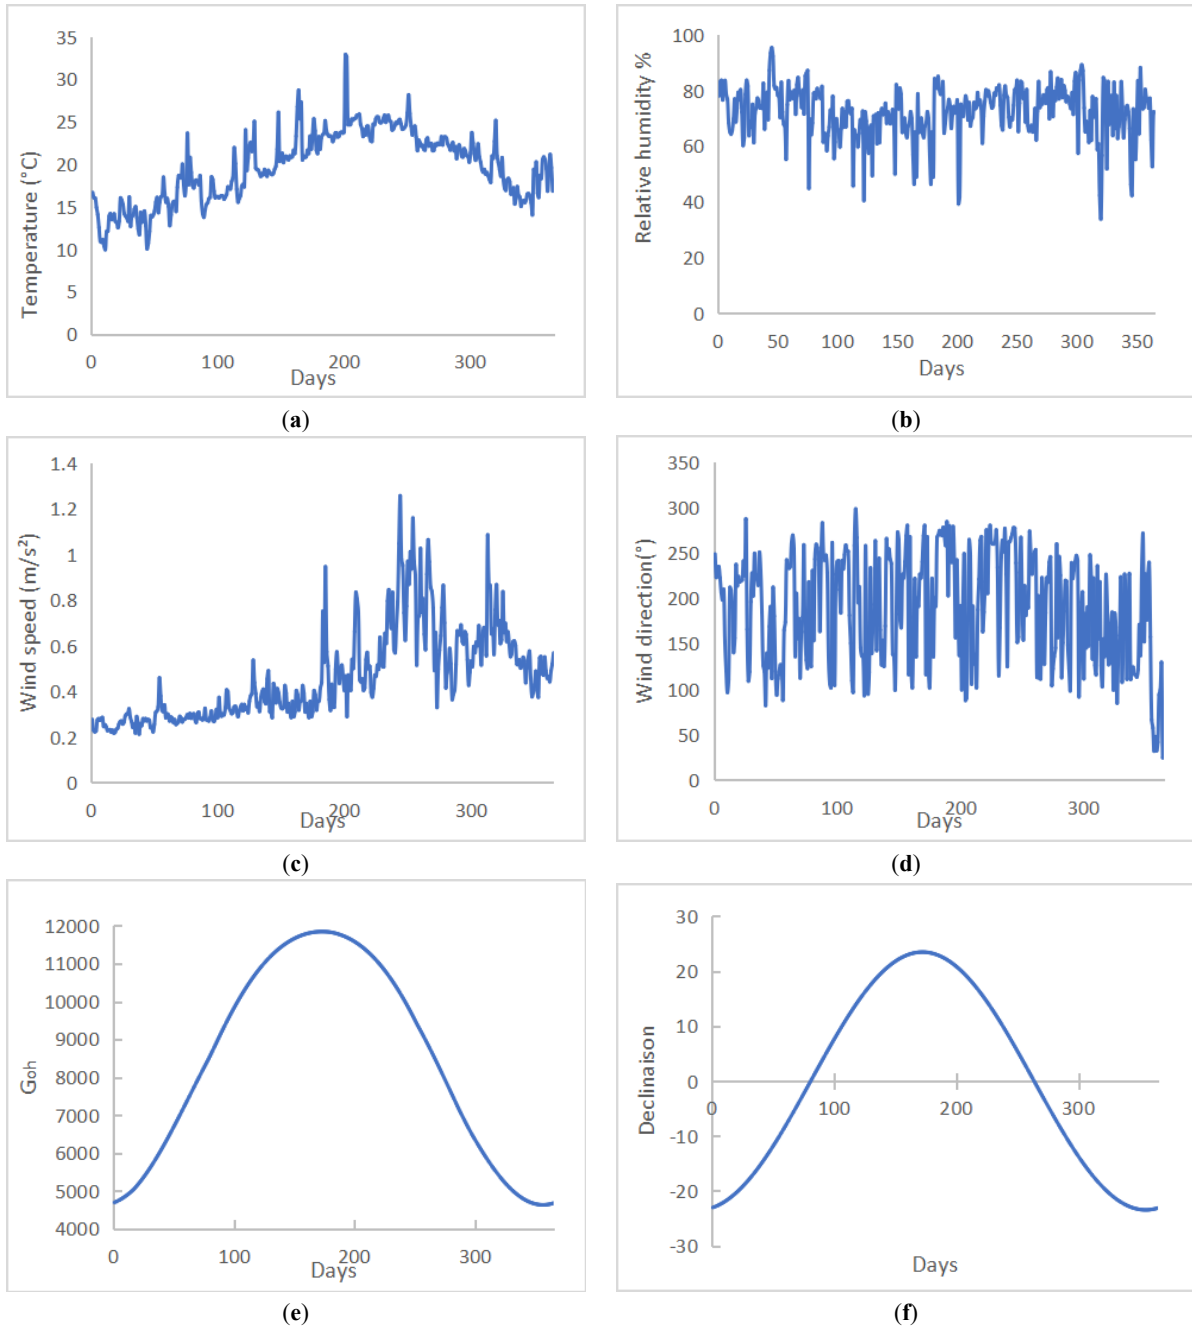 35
30
25
20
15
10
5
0
Temperature (°C)
0 100 200 300
Days
(a)
100
80
60
40
20
0
Relative humidity %
0 50 100 150 200 250 300 350
Days
(b)
1.4
1.2
1
0.8
0.6
0.4
0.2
0
Wind speed (m/s²)
0 100 200 300
Days
(c)
350
300
250
200
150
100
50
0
Wind direction(°)
0 100 200 300
Days
(d)
12000
11000
10000
9000
8000
7000
6000
5000
4000
Goh
0 100 200 300
Days
(e)
30
20
10
0
-10
-20
-30
Declinaison
0 100 200 300
Days
(f)